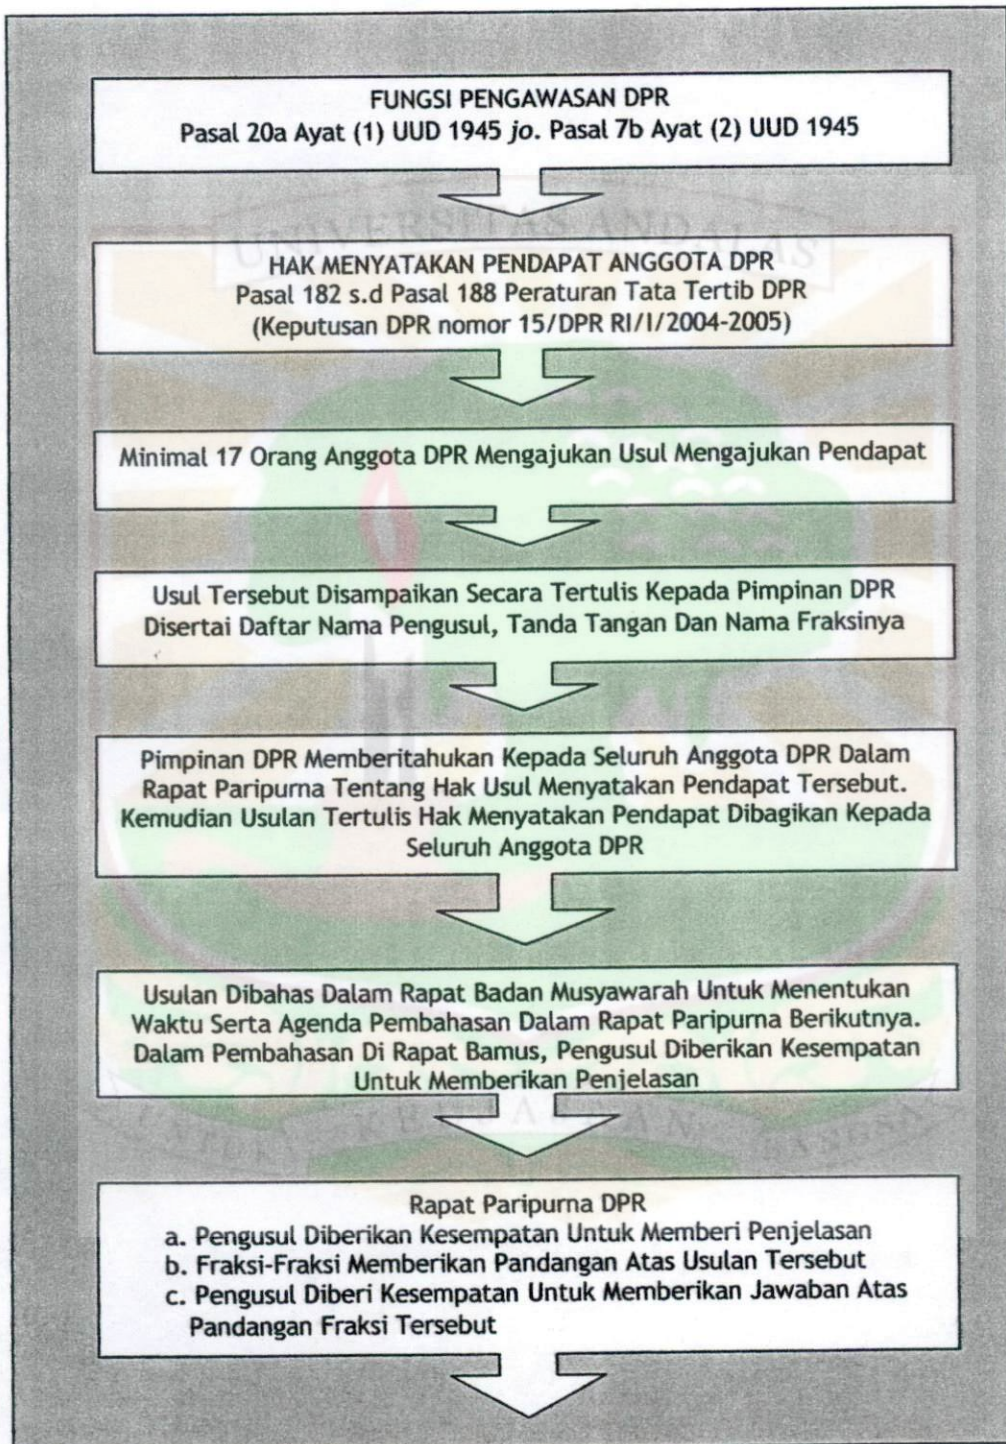 FUNGSI PENGAWASAN DPR
Pasal 20a Ayat (1) UUD 1945 jo. Pasal 7b Ayat (2) UUD 1945
UNIVERSITAS ANDALAS
HAK MENYATAKAN PENDAPAT ANGGOTA DPR
Pasal 182 s.d Pasal 188 Peraturan Tata Tertib DPR
(Keputusan DPR nomor 15/DPR RI/I/2004-2005)
Minimal 17 Orang Anggota DPR Mengajukan Usul Mengajukan Pendapat
Usul Tersebut Disampaikan Secara Tertulis Kepada Pimpinan DPR
Disertai Daftar Nama Pengusul, Tanda Tangan Dan Nama Fraksinya
Pimpinan DPR Memberitahukan Kepada Seluruh Anggota DPR Dalam
Rapat Paripurna Tentang Hak Usul Menyatakan Pendapat Tersebut.
Kemudian Usulan Tertulis Hak Menyatakan Pendapat Dibagikan Kepada
Seluruh Anggota DPR
Usulan Dibahas Dalam Rapat Badan Musyawarah Untuk Menentukan
Waktu Serta Agenda Pembahasan Dalam Rapat Paripurna Berikutnya.
Dalam Pembahasan Di Rapat Bamus, Pengusul Diberikan Kesempatan
Untuk Memberikan Penjelasan
UNTUK KEDJAJAAN BANGSA
Rapat Paripurna DPR
a. Pengusul Diberikan Kesempatan Untuk Memberi Penjelasan
b. Fraksi-Fraksi Memberikan Pandangan Atas Usulan Tersebut
c. Pengusul Diberi Kesempatan Untuk Memberikan Jawaban Atas
Pandangan Fraksi Tersebut